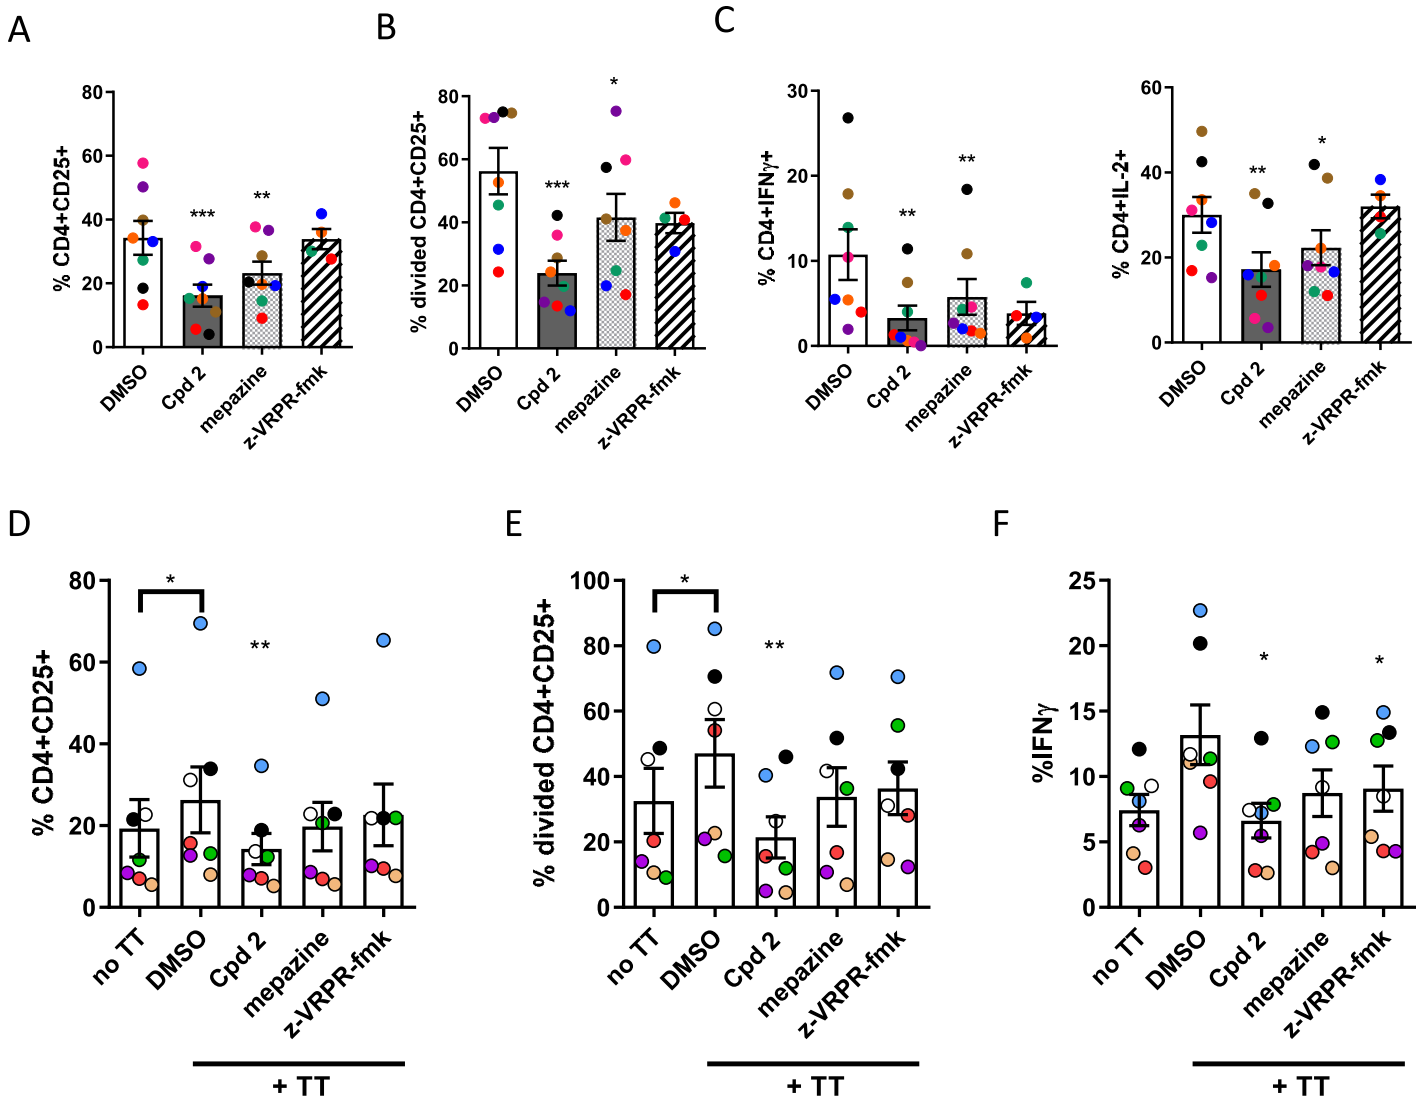 A
B
C
% CD4+CD25+
80
60
40
20
0
***
**
DMSO
Cpd 2
mepazine
z-VRPR-fmk
% divided CD4+CD25+
80
60
40
20
0
***
*
DMSO
Cpd 2
mepazine
z-VRPR-fmk
% CD4+IFNγ+
30
20
10
0
**
**
DMSO
Cpd 2
mepazine
z-VRPR-fmk
% CD4+IL-2+
60
40
20
0
**
*
DMSO
Cpd 2
mepazine
z-VRPR-fmk
D
E
F
% CD4+CD25+
80
60
40
20
0
*
**
no TT
DMSO
Cpd 2
mepazine
z-VRPR-fmk
+ TT
% divided CD4+CD25+
100
80
60
40
20
0
*
**
no TT
DMSO
Cpd 2
mepazine
z-VRPR-fmk
+ TT
%IFNγ
25
20
15
10
5
0
*
*
no TT
DMSO
Cpd 2
mepazine
z-VRPR-fmk
+ TT